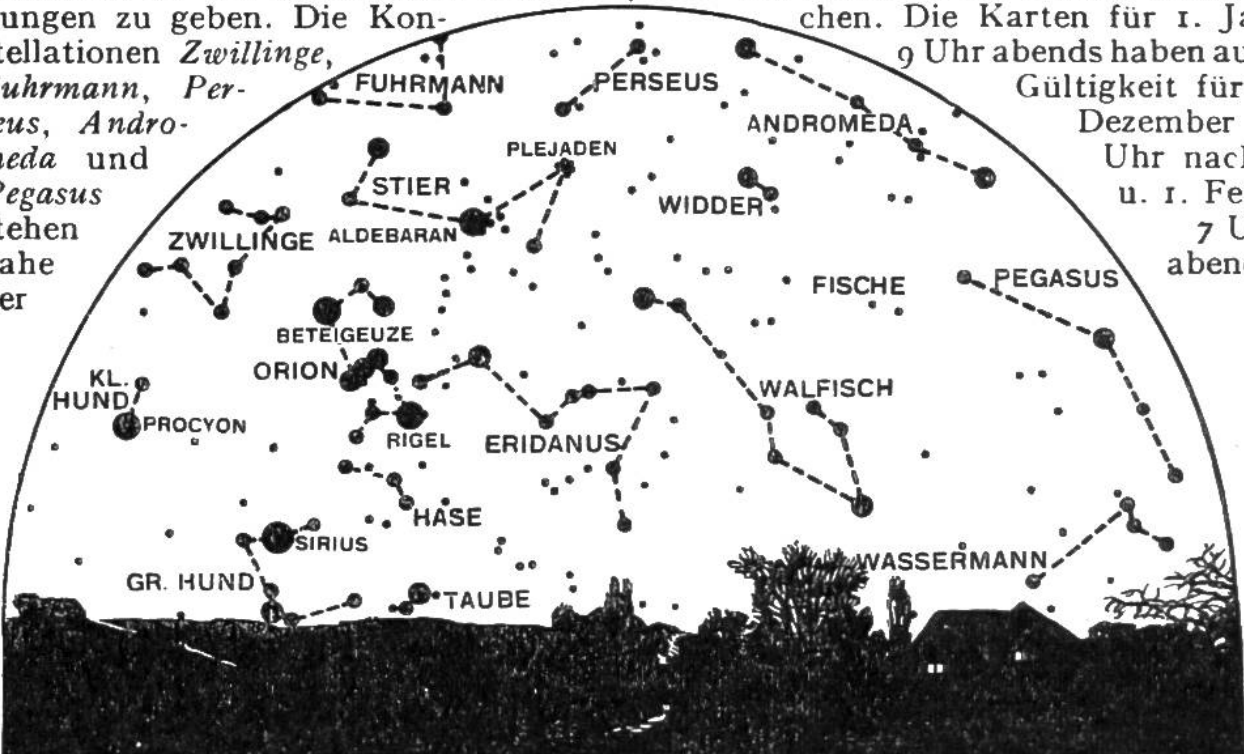 ungen zu geben. Die Kon-
tellationen Zwillinge,
uhrmann, Per-
eus, Andro-
meda und
Pegasus
tehen
ahe
er
chen. Die Karten für 1. Ja
9 Uhr abends haben au
Gültigkeit für
Dezember
Uhr nac
u. 1. Fe
7 U
abend
FUHRMANN
PERSEUS
ANDROMEDA
PLEJADEN
STIER
WIDDER
ALDEBARAN
ZWILLINGE
FISCHE
PEGASUS
BETEIGEUZE
ORION
KL.
HUND
PROCYON
WALFISCH
RIGEL
ERIDANUS
HASE
SIRIUS
WASSERMANN
GR. HUND
TAUBE